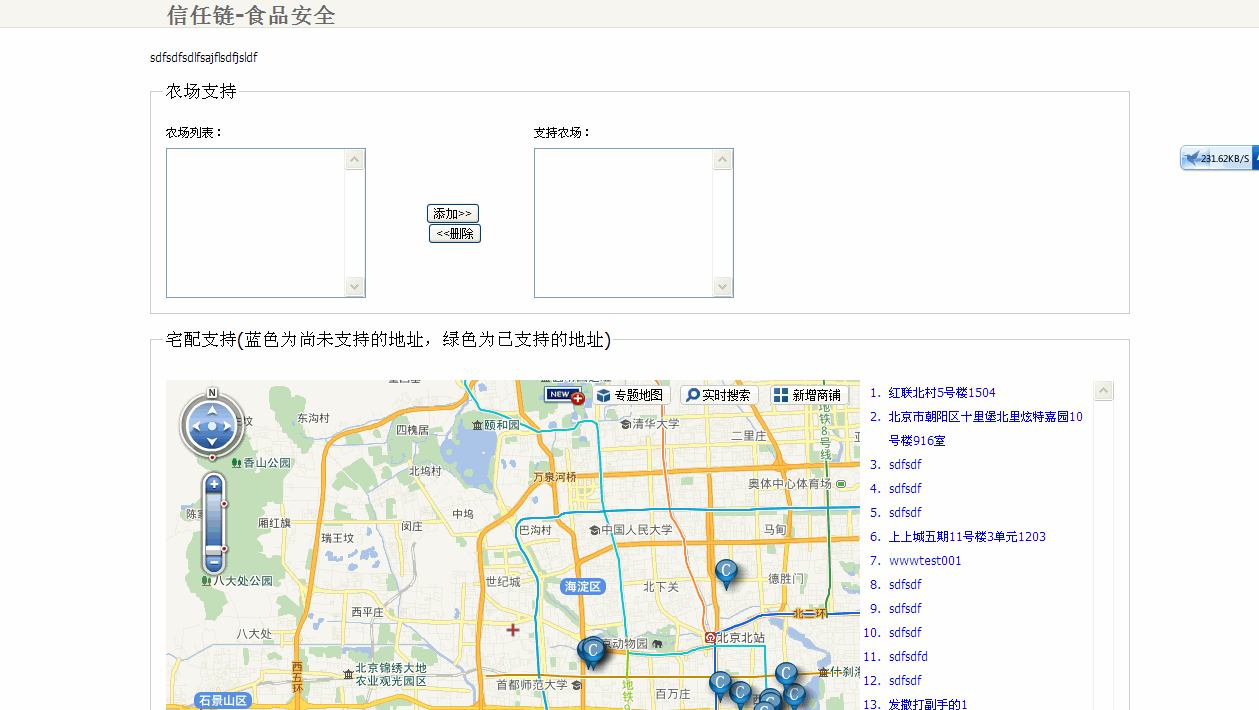 信任链-食品安全
sdfsdfsdlfsajflsdfjsldf
农场支持
农场列表：
支持农场：
添加>>
<<删除
231.62KB/S
宅配支持(蓝色为尚未支持的地址，绿色为已支持的地址)
NEW
专题地图
实时搜索
新增商铺
N
东沟村
四槐居
颐和园
清华大学
二里庄
地铁8号线
香山公园
北坞村
万泉河桥
奥体中心体育场
中坞
厢红旗
闵庄
巴沟村
中国人民大学
马甸
瑞王坟
世纪城
海淀区
北下关
德胜门
八大处公园
西平庄
北二环
八大处
动物园
北京北站
西五环
北京锦绣大地
农业观光园区
首都师范大学
地铁9
百万庄
石景山区
C
C
C
C
C
C
1. 红联北村5号楼1504
2. 北京市朝阳区十里堡北里炫特嘉园10
号楼916室
3. sdfsdf
4. sdfsdf
5. sdfsdf
6. 上上城五期11号楼3单元1203
7. wwwtest001
8. sdfsdf
9. sdfsdf
10. sdfsdf
11. sdfsdfd
12. sdfsdf
13. 发撒打副手的1